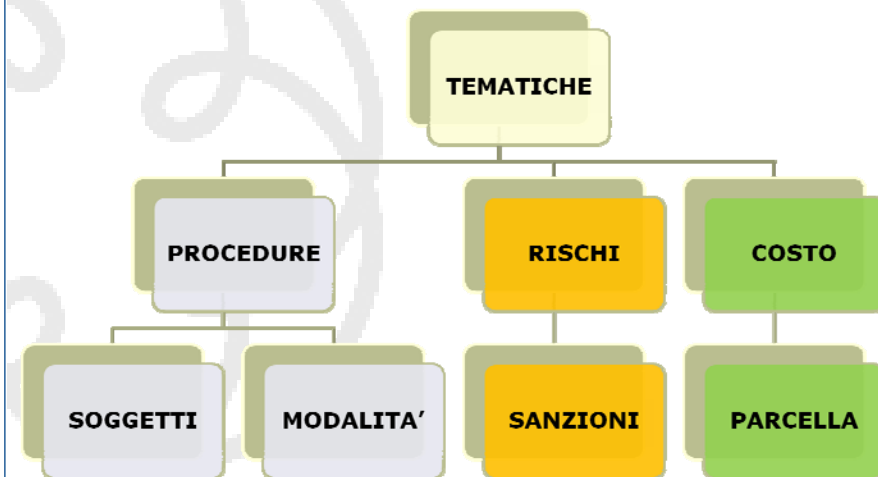 TEMATICHE
PROCEDURE
RISCHI
COSTO
SOGGETTI
MODALITA’
SANZIONI
PARCELLA